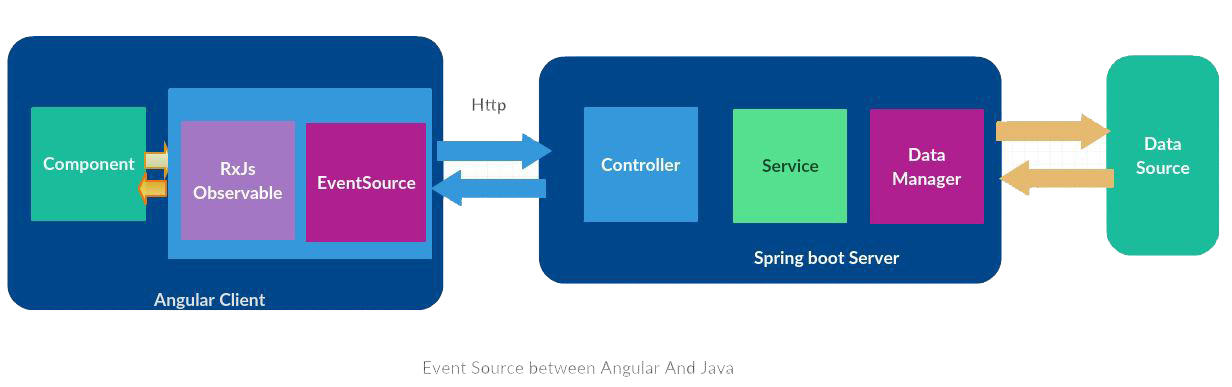 Http
Component
RxJs
Observable
EventSource
Angular Client
Controller
Service
Data
Manager
Spring boot Server
Data
Source
Event Source between Angular And Java